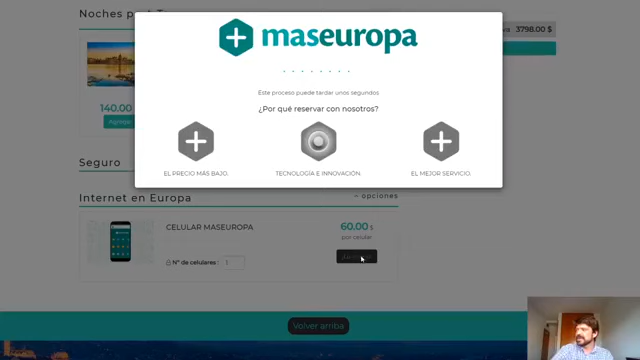 Noches
3798.00 $
maseuropa
Este proceso puede tardar unos segundos
¿Por qué reservar con nosotros?
EL PRECIO MÁS BAJO.
TECNOLOGÍA E INNOVACIÓN.
EL MEJOR SERVICIO.
140.00
Seguro
Internet en Europa
− opciones
CELULAR MASEUROPA
60.00 $
por celular
Nº de celulares :
1
Volver arriba